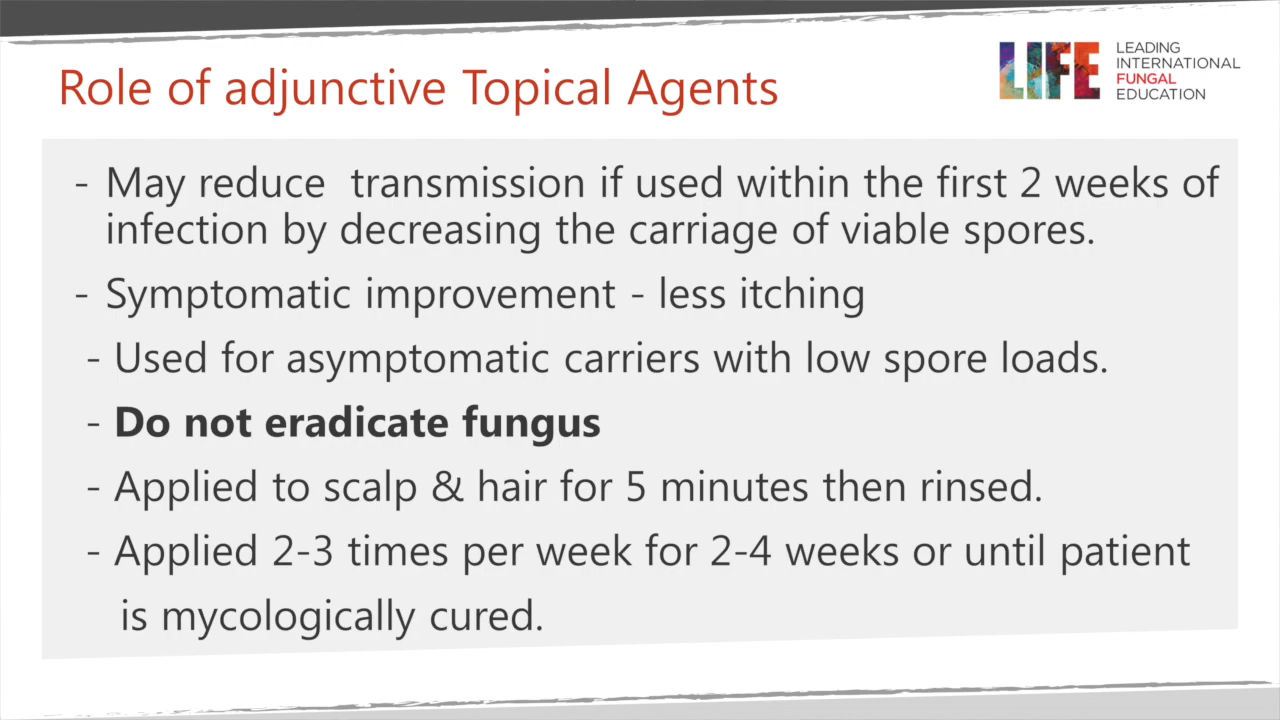 Role of adjunctive Topical Agents
LIFE
LEADING
INTERNATIONAL
FUNGAL
EDUCATION
- May reduce  transmission if used within the first 2 weeks of
infection by decreasing the carriage of viable spores.
- Symptomatic improvement - less itching
- Used for asymptomatic carriers with low spore loads.
- Do not eradicate fungus
- Applied to scalp & hair for 5 minutes then rinsed.
- Applied 2-3 times per week for 2-4 weeks or until patient
is mycologically cured.